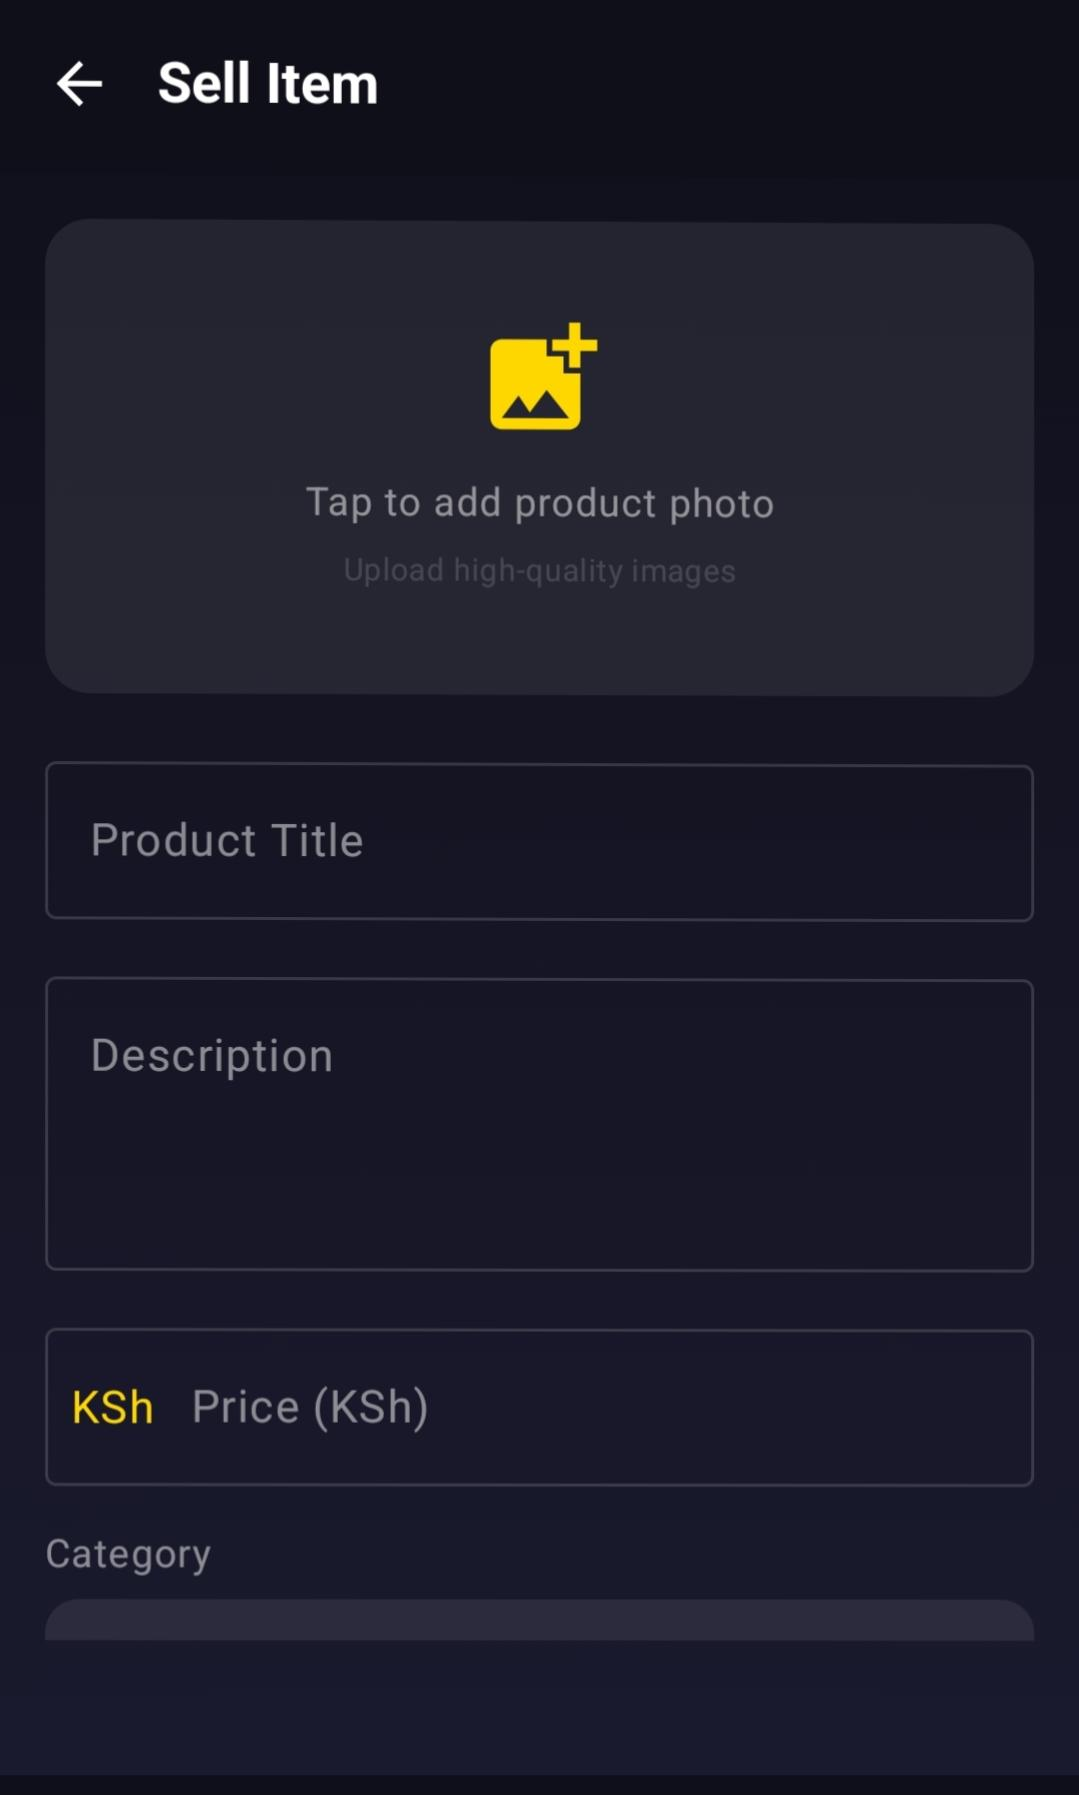 Sell Item
Tap to add product photo
Upload high-quality images
Product Title
Description
KSh Price (KSh)
Category